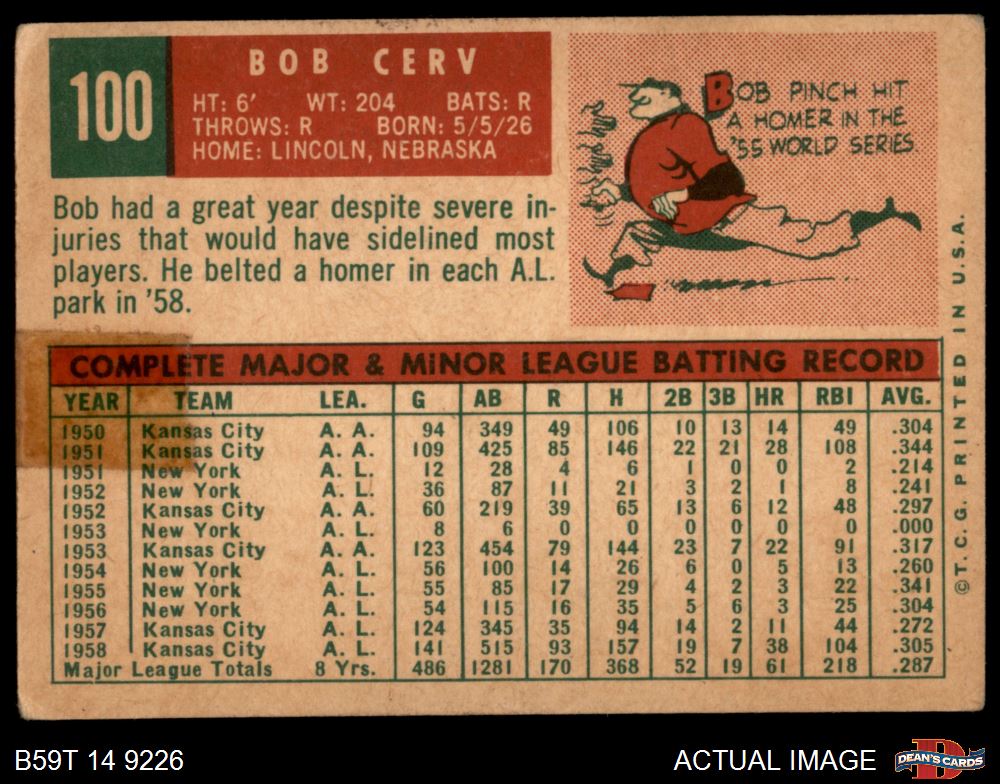 100
BOB CERV
HT: 6' WT: 204 BATS: R
THROWS: R BORN: 5/5/26
HOME: LINCOLN, NEBRASKA
BOB PINCH HIT
A HOMER IN THE
'55 WORLD SERIES
Bob had a great year despite severe in-
juries that would have sidelined most
players. He belted a homer in each A.L.
park in '58.
COMPLETE MAJOR & MINOR LEAGUE BATTING RECORD
YEAR TEAM LEA. G AB R H 2B 3B HR RBI AVG.
1950 Kansas City A. A. 94 349 49 106 10 13 14 49 .304
1951 Kansas City A. A. 109 425 85 146 22 21 28 108 .344
1951 New York A. L. 12 28 4 6 1 0 0 2 .214
1952 New York A. L. 36 87 11 21 3 2 1 8 .241
1952 Kansas City A. A. 60 219 39 65 13 6 12 48 .297
1953 New York A. L. 8 6 0 0 0 0 0 0 .000
1953 Kansas City A. A. 123 454 79 144 23 7 22 91 .317
1954 New York A. L. 56 100 14 26 6 0 5 13 .260
1955 New York A. L. 55 85 17 29 4 2 3 22 .341
1956 New York A. L. 54 115 16 35 5 6 3 25 .304
1957 Kansas City A. L. 124 345 35 94 14 2 11 44 .272
1958 Kansas City A. L. 141 515 93 157 19 7 38 104 .305
Major League Totals 8 Yrs. 486 1281 170 368 52 19 61 218 .287
©T.C.G. PRINTED IN U.S.A.
B59T 14 9226
ACTUAL IMAGE
DEAN'S CARDS